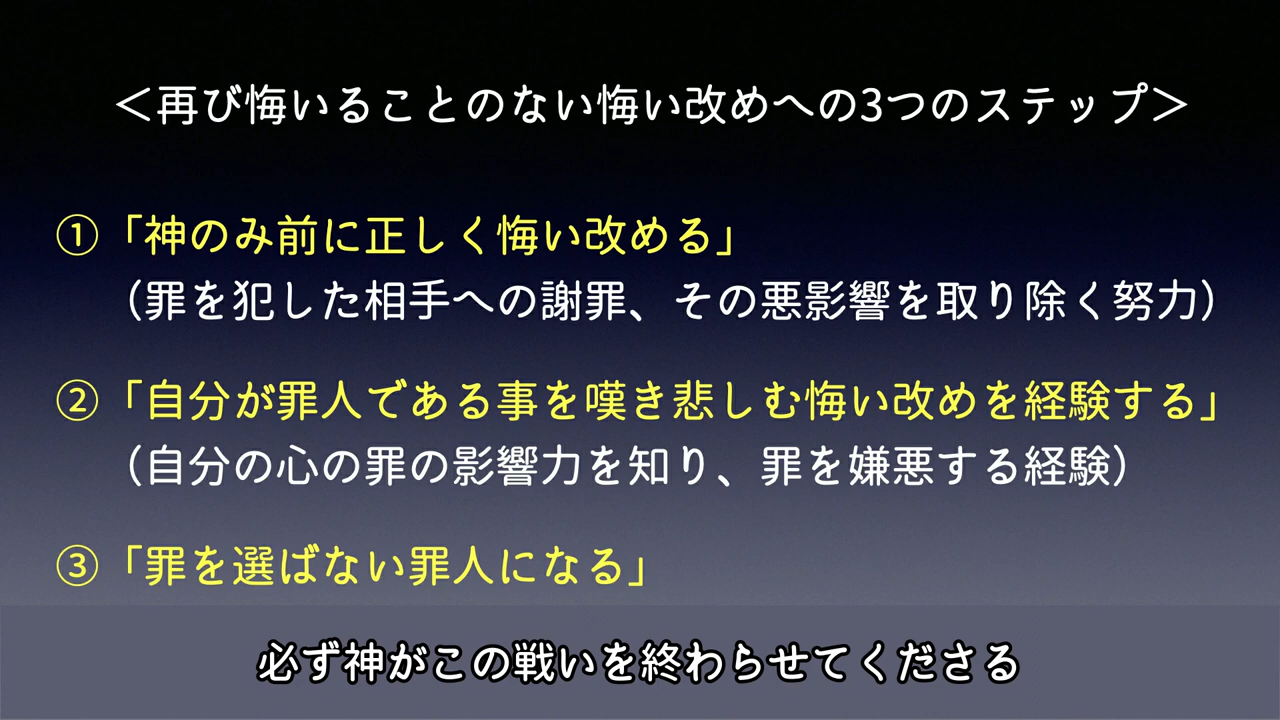 ＜再び悔いることのない悔い改めへの3つのステップ＞
①「神のみ前に正しく悔い改める」
（罪を犯した相手への謝罪、その悪影響を取り除く努力）
②「自分が罪人である事を嘆き悲しむ悔い改めを経験する」
（自分の心の罪の影響力を知り、罪を嫌悪する経験）
③「罪を選ばない罪人になる」
必ず神がこの戦いを終わらせてくださる